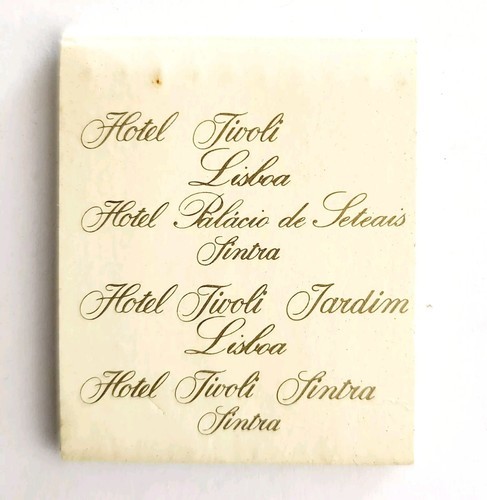 Hotel Tivoli
Lisboa
Hotel Palácio de Seteais
Sintra
Hotel Tivoli Jardim
Lisboa
Hotel Tivoli Sintra
Sintra